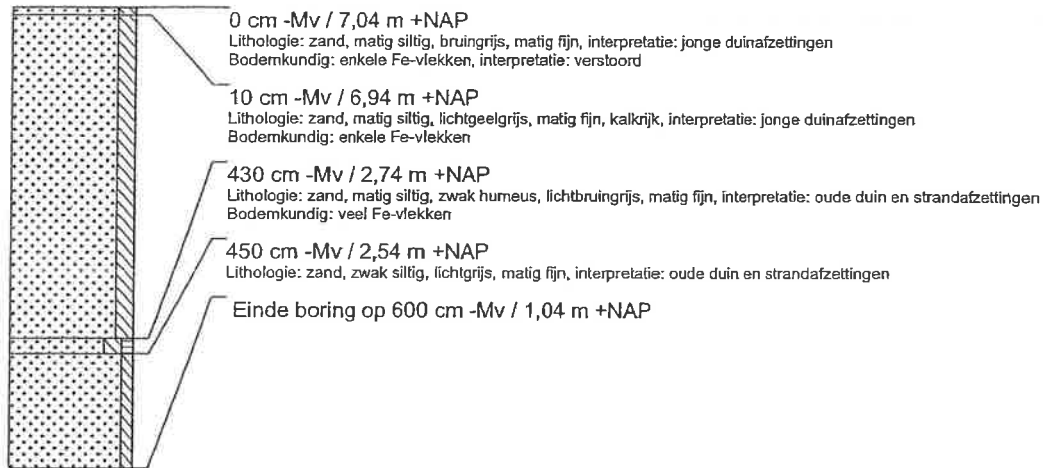 0 cm -Mv / 7,04 m +NAP
Lithologie: zand, matig siltig, bruingrijs, matig fijn, interpretatie: jonge duinafzettingen
Bodemkundig: enkele Fe-vlekken, interpretatie: verstoord
10 cm -Mv / 6,94 m +NAP
Lithologie: zand, matig siltig, lichtgeelgrijs, matig fijn, kalkrijk, interpretatie: jonge duinafzettingen
Bodemkundig: enkele Fe-vlekken
430 cm -Mv / 2,74 m +NAP
Lithologie: zand, matig siltig, zwak humeus, lichtbruingrijs, matig fijn, interpretatie: oude duin en strandafzettingen
Bodemkundig: veel Fe-vlekken
450 cm -Mv / 2,54 m +NAP
Lithologie: zand, zwak siltig, lichtgrijs, matig fijn, interpretatie: oude duin en strandafzettingen
Einde boring op 600 cm -Mv / 1,04 m +NAP